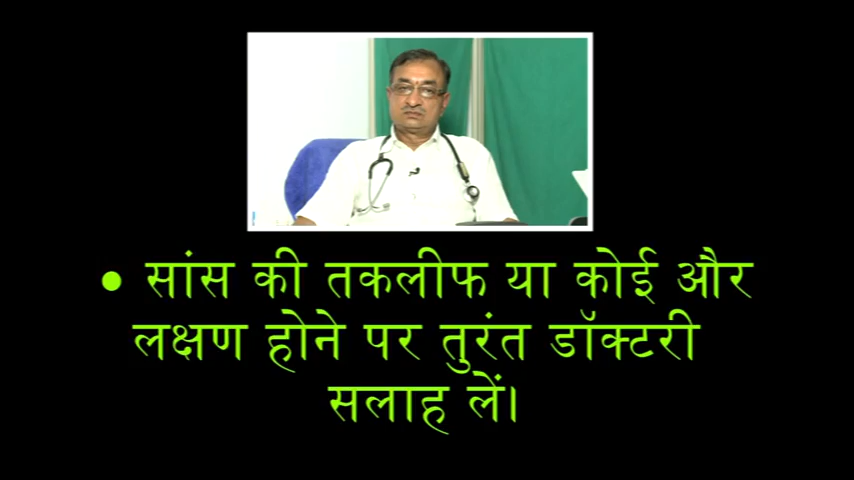 • सांस की तकलीफ या कोई और
लक्षण होने पर तुरंत डॉक्टरी
सलाह लें।